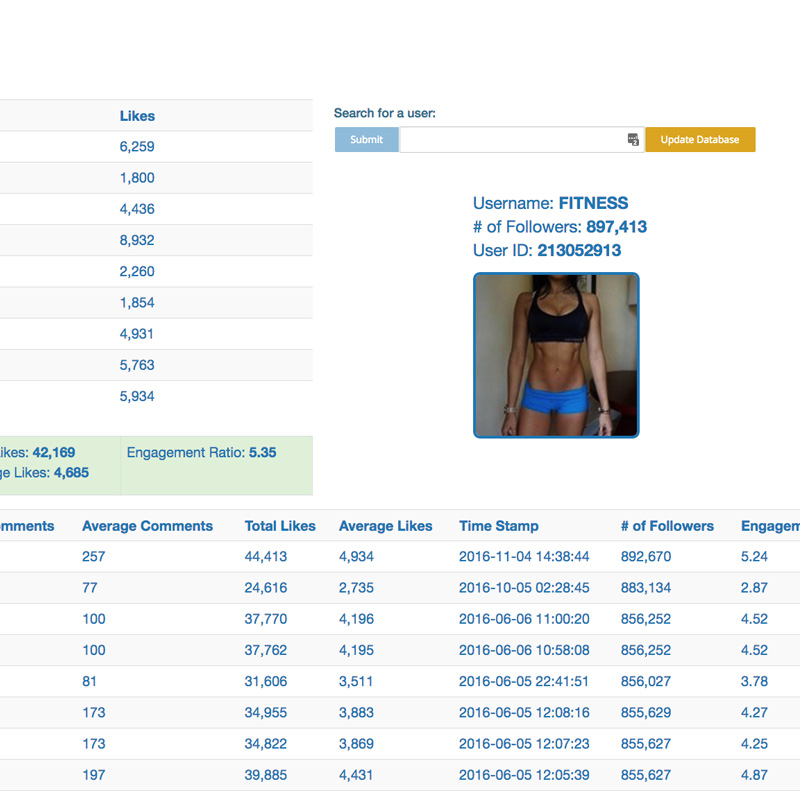 Likes
6,259
1,800
4,436
8,932
2,260
1,854
4,931
5,763
5,934
ikes: 42,169
ge Likes: 4,685
Engagement Ratio: 5.35
Search for a user:
Submit
Update Database
Username: FITNESS
# of Followers: 897,413
User ID: 213052913
omments Average Comments Total Likes Average Likes Time Stamp # of Followers Engagem
257 44,413 4,934 2016-11-04 14:38:44 892,670 5.24
77 24,616 2,735 2016-10-05 02:28:45 883,134 2.87
100 37,770 4,196 2016-06-06 11:00:20 856,252 4.52
100 37,762 4,195 2016-06-06 10:58:08 856,252 4.52
81 31,606 3,511 2016-06-05 22:41:51 856,027 3.78
173 34,955 3,883 2016-06-05 12:08:16 855,629 4.27
173 34,822 3,869 2016-06-05 12:07:23 855,627 4.25
197 39,885 4,431 2016-06-05 12:05:39 855,627 4.87